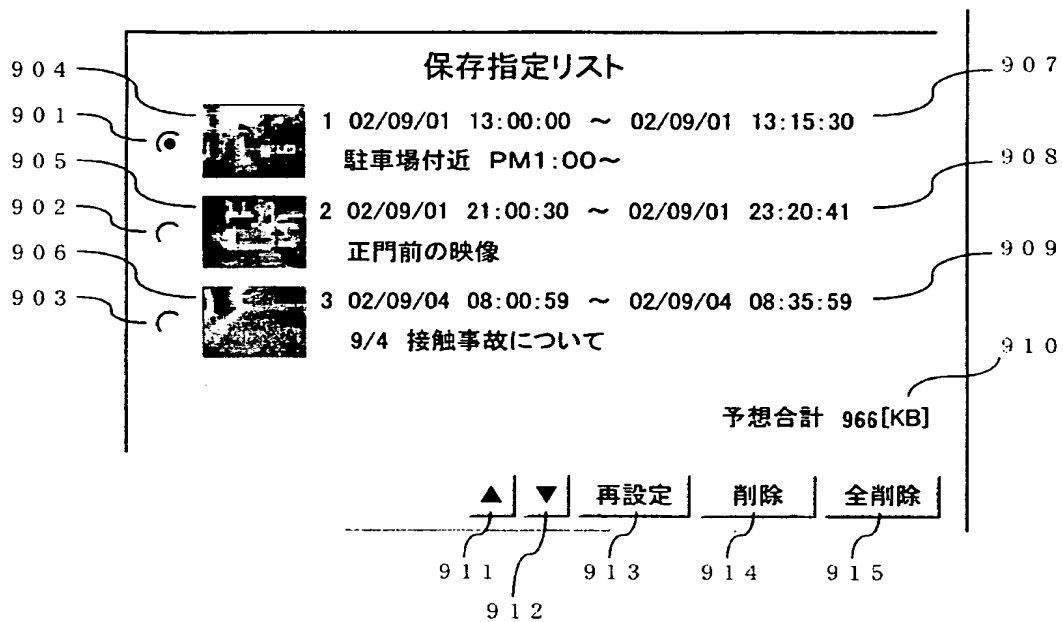 保存指定リスト
904
907
901
1 02/09/01 13:00:00 ～ 02/09/01 13:15:30
駐車場付近 PM1:00～
905
908
902
2 02/09/01 21:00:30 ～ 02/09/01 23:20:41
正門前の映像
906
909
903
3 02/09/04 08:00:59 ～ 02/09/04 08:35:59
9/4 接触事故について
910
予想合計 966[KB]
▲ ▼ 再設定 削除 全削除
911 913 914 915
912